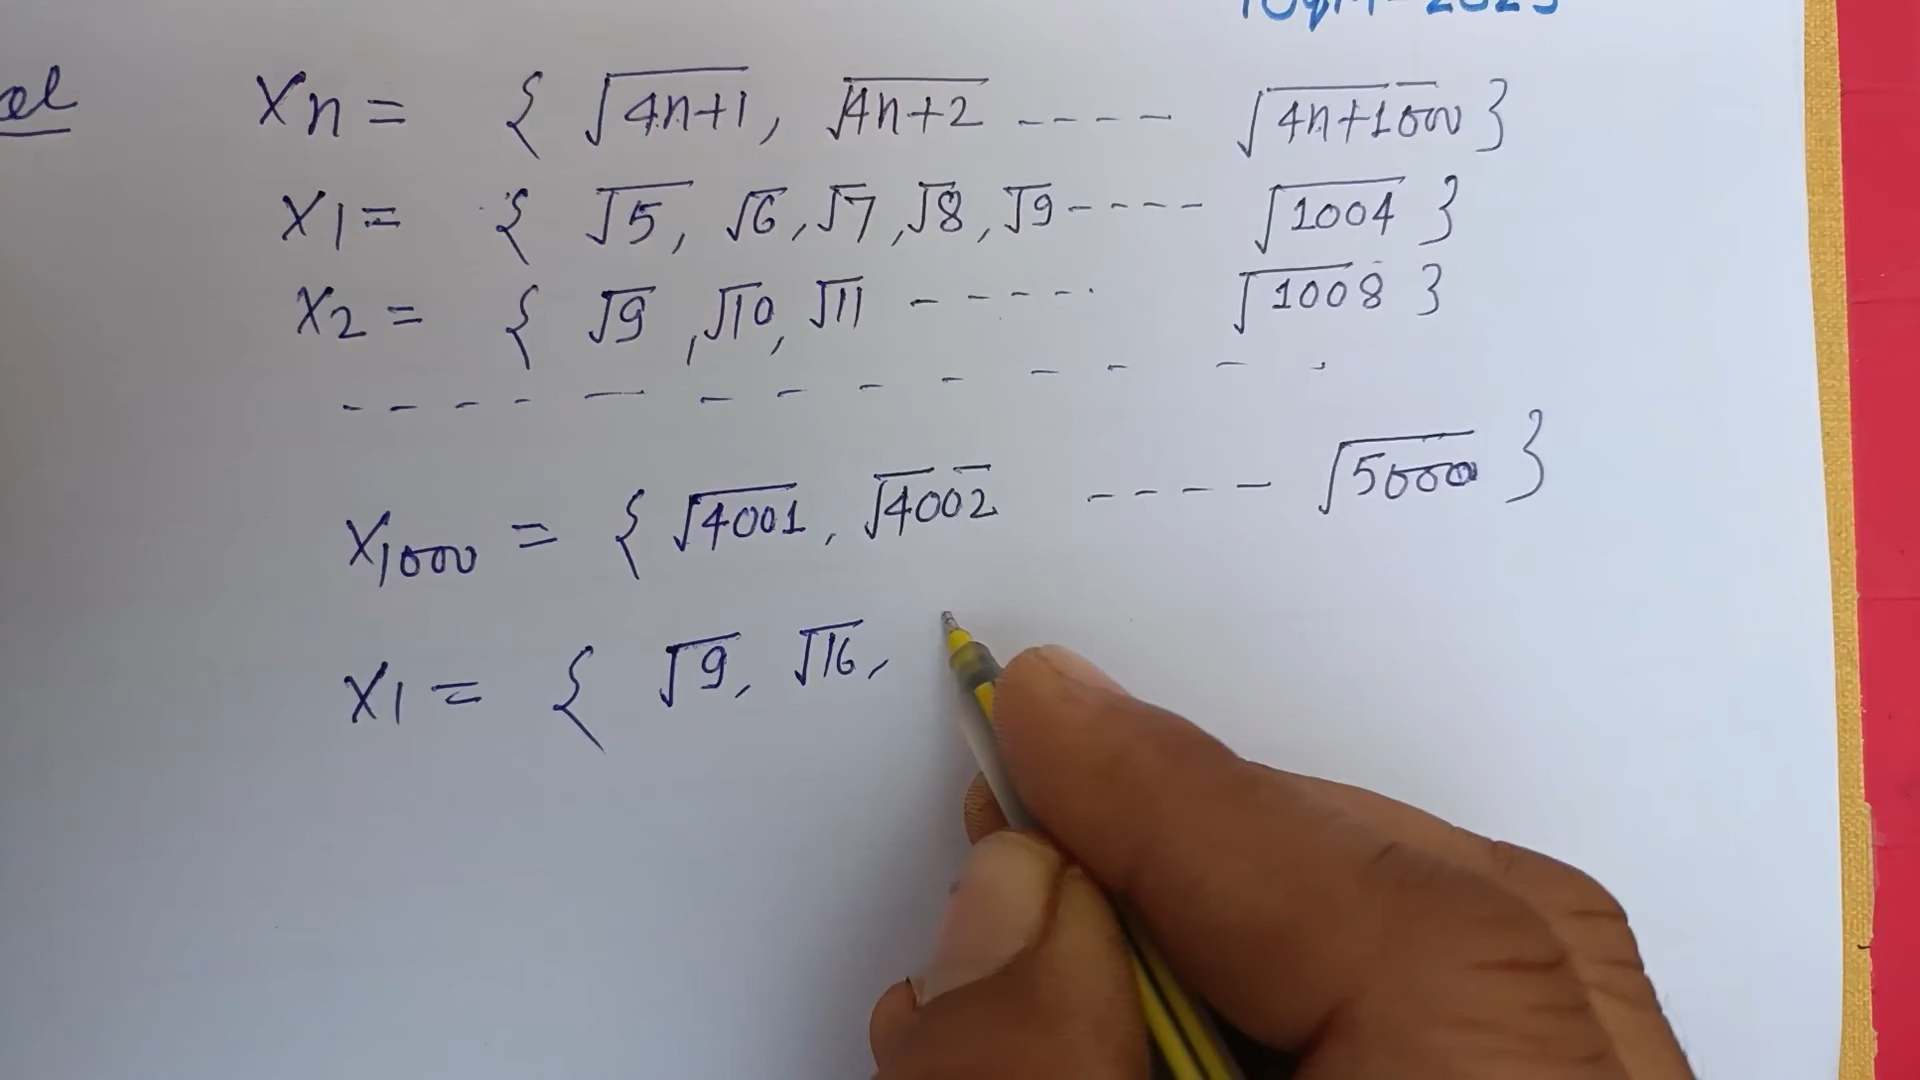 Xn = { √4n+1, √4n+2 ---- √4n+1000 }
X1 = { √5, √6, √7, √8, √9 ---- √1004 }
X2 = { √9, √10, √11 ----- √1008 }
X1000 = { √4001, √4002 ---- √5000 }
X1 = { √9, √16,